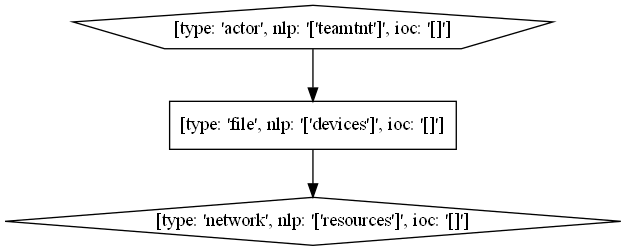 [type: 'actor', nlp: '['teamtnt']', ioc: '[]']
[type: 'file', nlp: '['devices']', ioc: '[]']
[type: 'network', nlp: '['resources']', ioc: '[]']